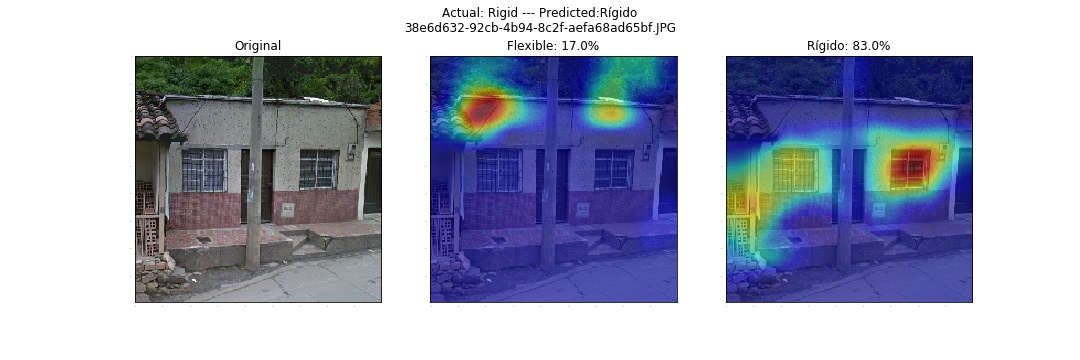 Actual: Rigid --- Predicted:Rígido
38e6d632-92cb-4b94-8c2f-aefa68ad65bf.JPG
Original
Flexible: 17.0%
Rígido: 83.0%